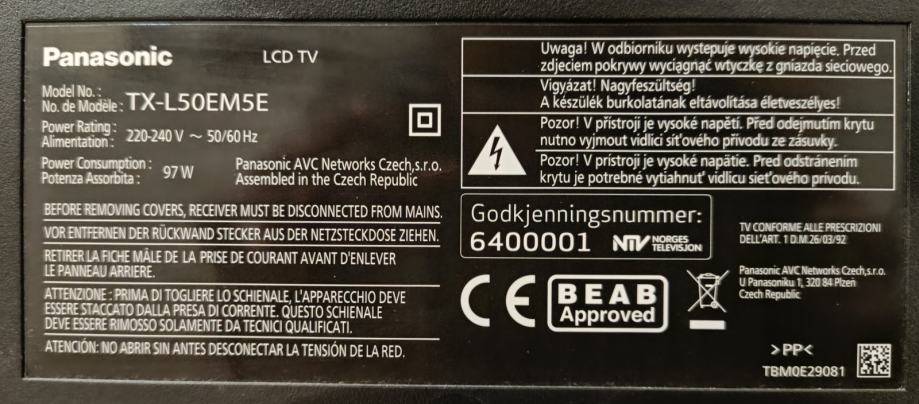 Panasonic LCD TV
Model No. :
No. de Modèle : TX-L50EM5E
Power Rating :
Alimentation : 220-240 V ~ 50/60 Hz
Power Consumption :
Potenza Assorbita : 97 W
Panasonic AVC Networks Czech,s.r.o.
Assembled in the Czech Republic
BEFORE REMOVING COVERS, RECEIVER MUST BE DISCONNECTED FROM MAINS.
VOR ENTFERNEN DER RÜCKWAND STECKER AUS DER NETZSTECKDOSE ZIEHEN.
RETIRER LA FICHE MÂLE DE LA PRISE DE COURANT AVANT D'ENLEVER
LE PANNEAU ARRIERE.
ATTENZIONE : PRIMA DI TOGLIERE LO SCHIENALE, L'APPARECCHIO DEVE
ESSERE STACCATO DALLA PRESA DI CORRENTE. QUESTO SCHIENALE
DEVE ESSERE RIMOSSO SOLAMENTE DA TECNICI QUALIFICATI.
ATENCIÓN: NO ABRIR SIN ANTES DESCONECTAR LA TENSIÓN DE LA RED.
Uwaga! W odbiorniku wystepuje wysokie napięcie. Przed
zdjeciem pokrywy wyciągnąć wtyczkę z gniazda sieciowego.
Vigyázat! Nagyfeszültség!
A készülék burkolatának eltávolítása életveszélyes!
Pozor! V přístroji je vysoké napětí. Před odejmutím krytu
nutno vyjmout vidlici síťového přívodu ze zásuvky.
Pozor! V prístroji je vysoké napätie. Pred odstránením
krytu je potrebné vytiahnuť vidlicu sieťového prívodu.
Godkjenningsnummer:
6400001 NTV NORGES
TELEVISJON
TV CONFORME ALLE PRESCRIZIONI
DELL'ART. 1 D.M.26/03/92
CE
BEAB
Approved
Panasonic AVC Networks Czech,s.r.o.
U Panasoniku 1, 320 84 Plzeň
Czech Republic
>PP<
TBM0E29081